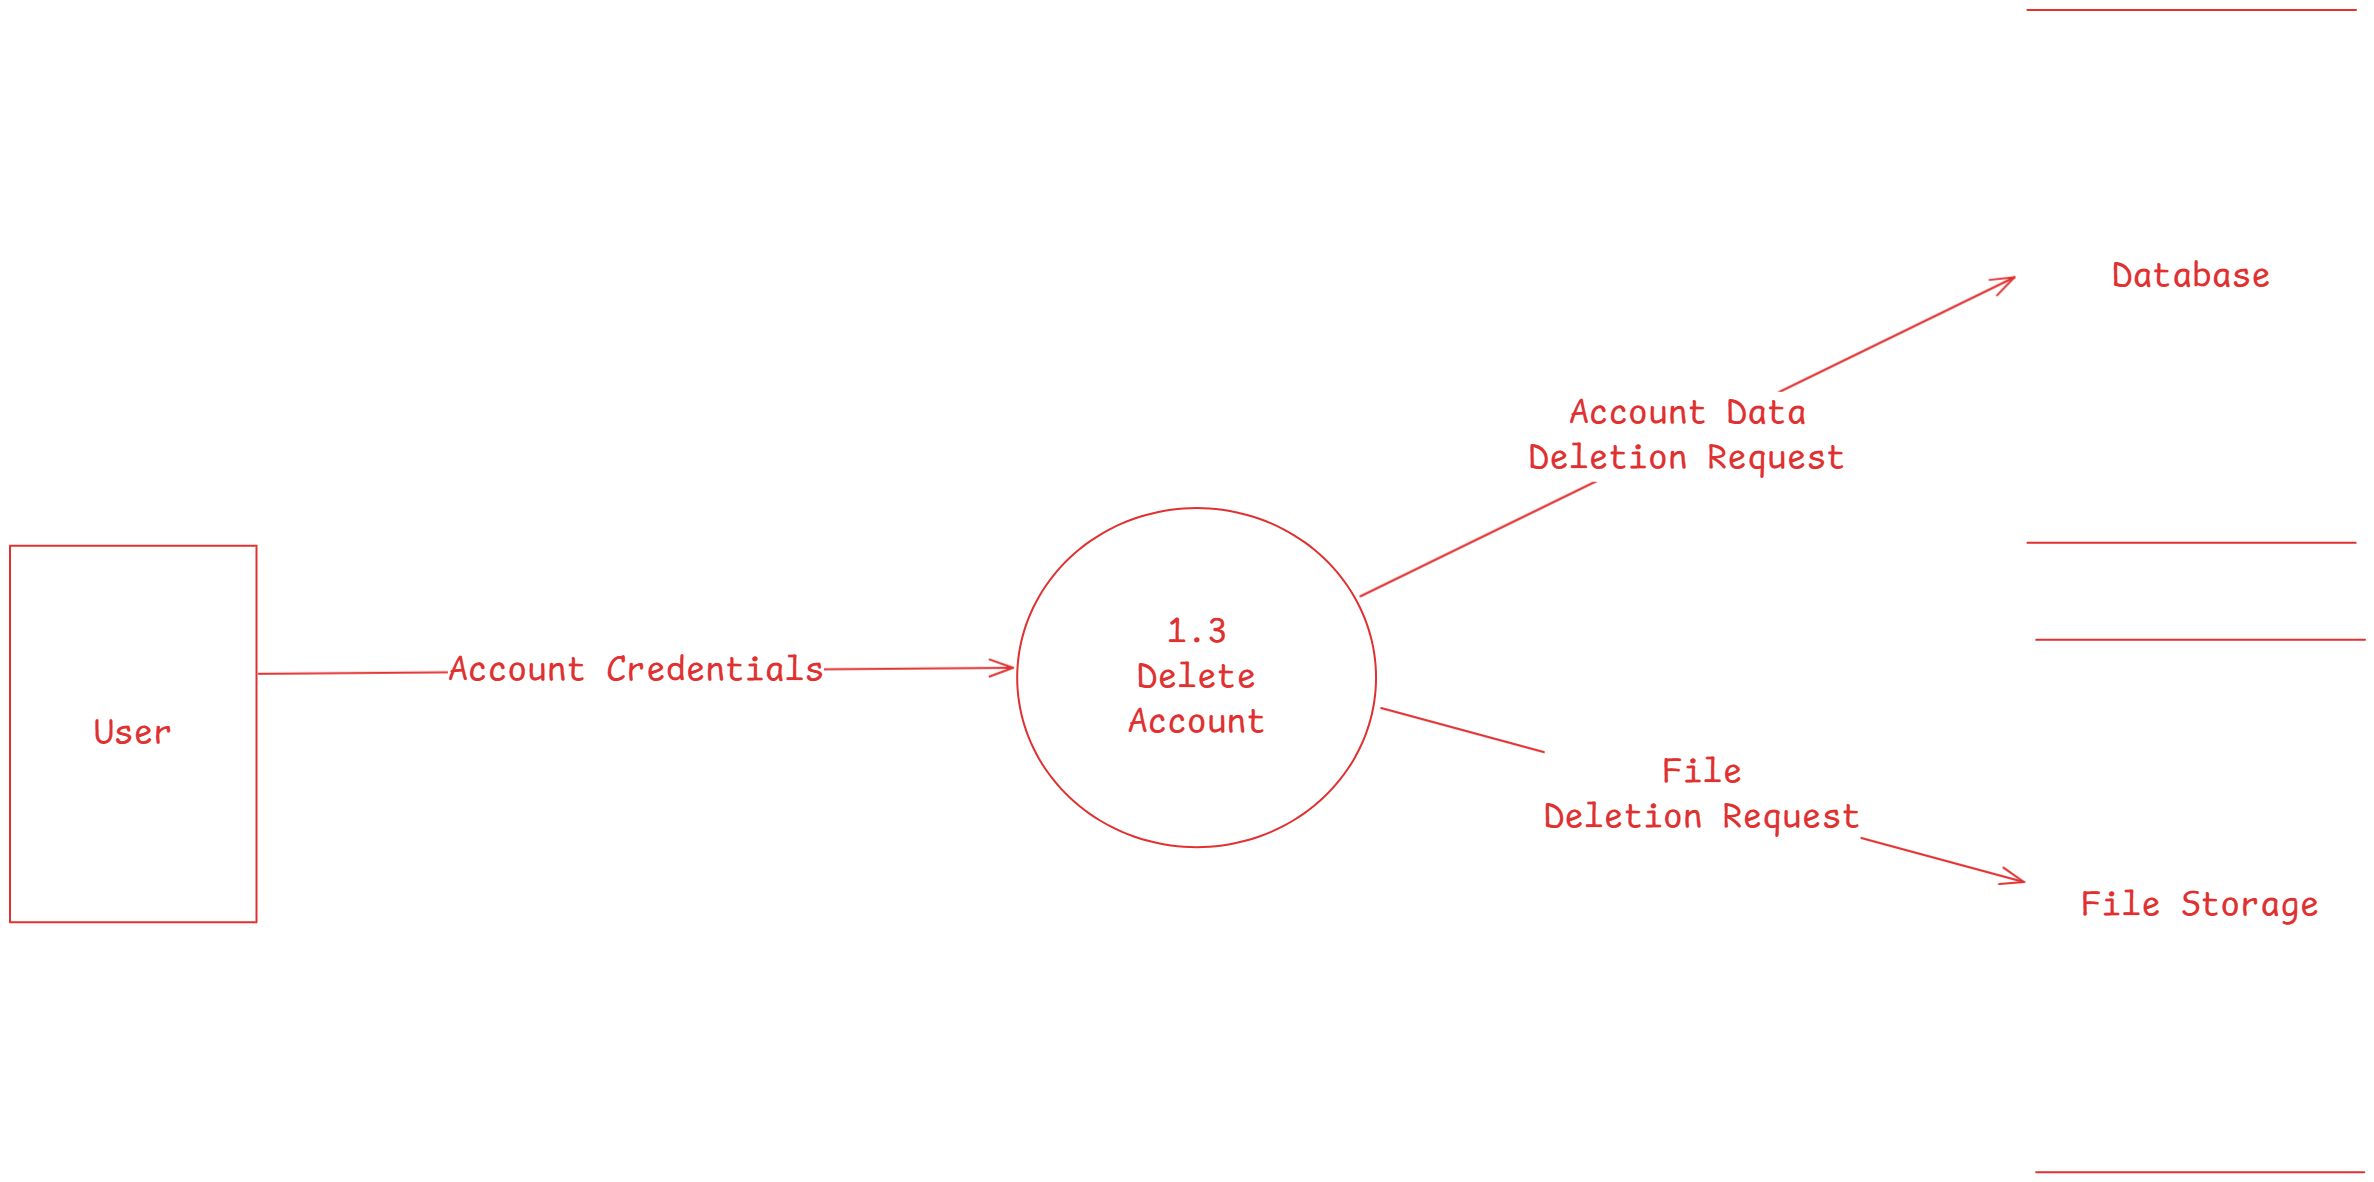 Database
Account Data
Deletion Request
1.3
Delete
Account
Account Credentials
User
File
Deletion Request
File Storage